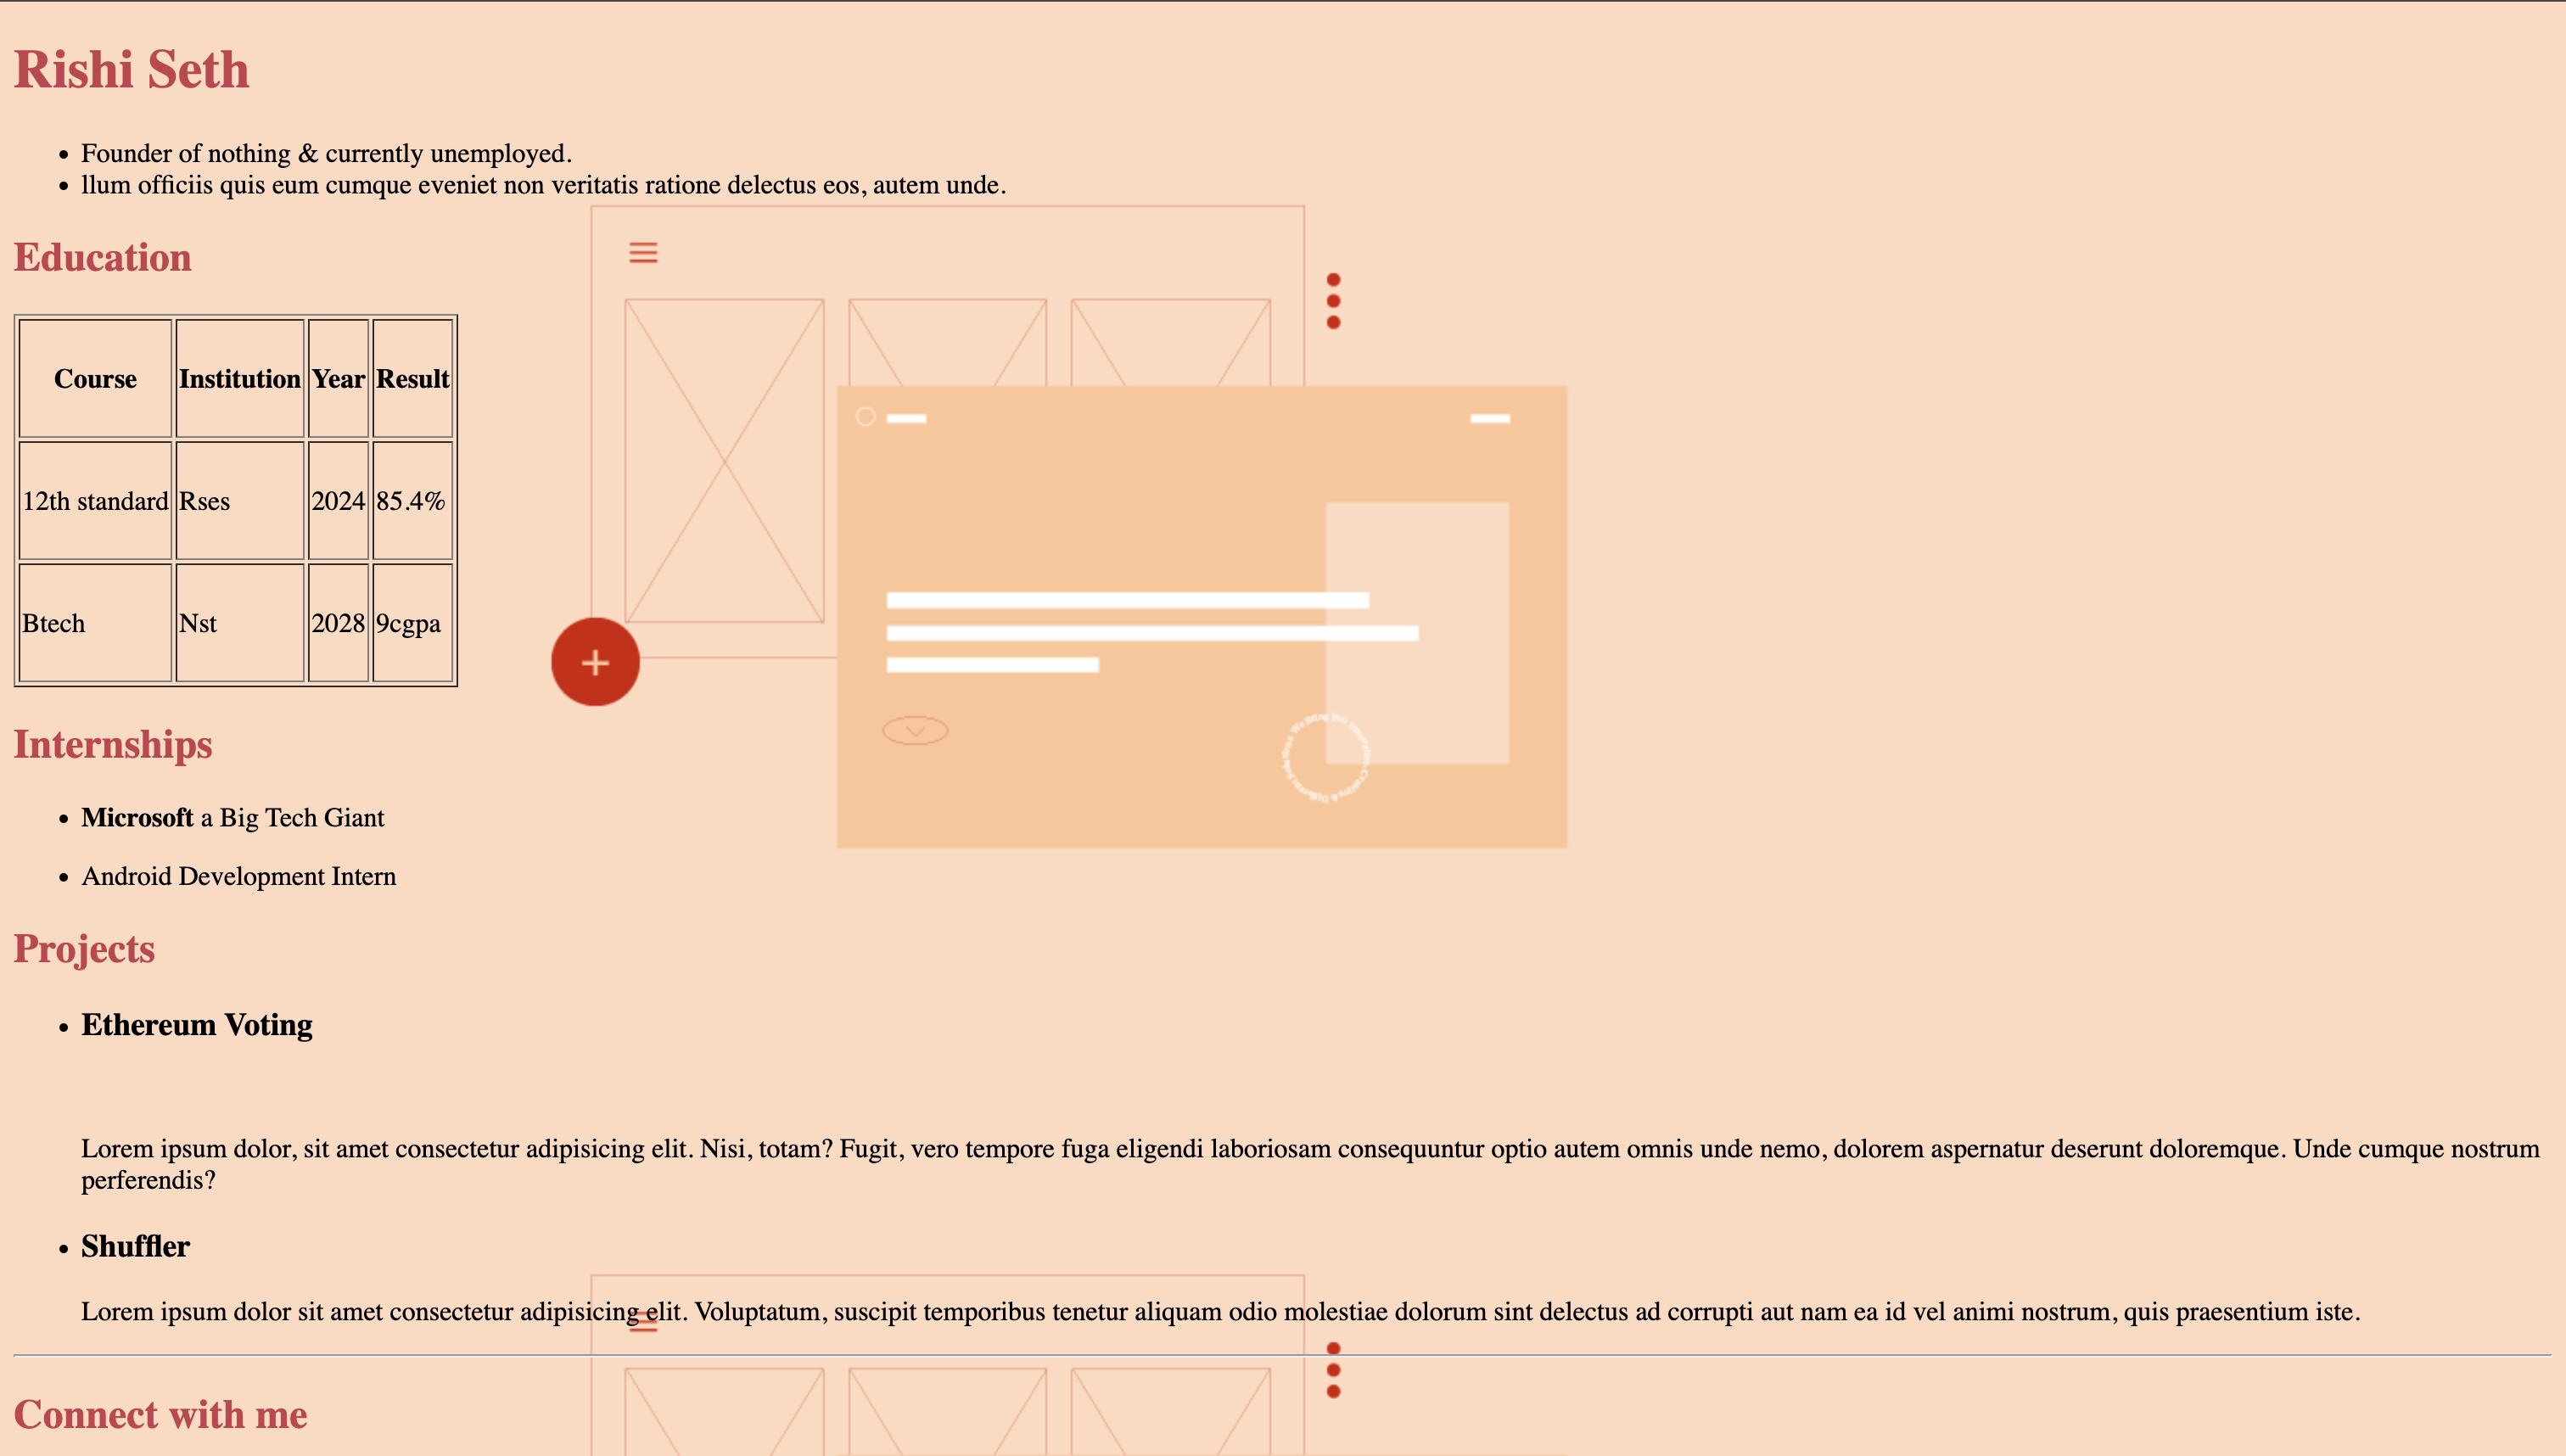 Rishi Seth
Founder of nothing & currently unemployed.
llum officiis quis eum cumque eveniet non veritatis ratione delectus eos, autem unde.
Education
Course Institution Year Result
12th standard Rses 2024 85.4%
Btech Nst 2028 9cgpa
Internships
Microsoft a Big Tech Giant
Android Development Intern
Projects
Ethereum Voting
Lorem ipsum dolor, sit amet consectetur adipisicing elit. Nisi, totam? Fugit, vero tempore fuga eligendi laboriosam consequuntur optio autem omnis unde nemo, dolorem aspernatur deserunt doloremque. Unde cumque nostrum
perferendis?
Shuffler
Lorem ipsum dolor sit amet consectetur adipisicing elit. Voluptatum, suscipit temporibus tenetur aliquam odio molestiae dolorum sint delectus ad corrupti aut nam ea id vel animi nostrum, quis praesentium iste.
Connect with me